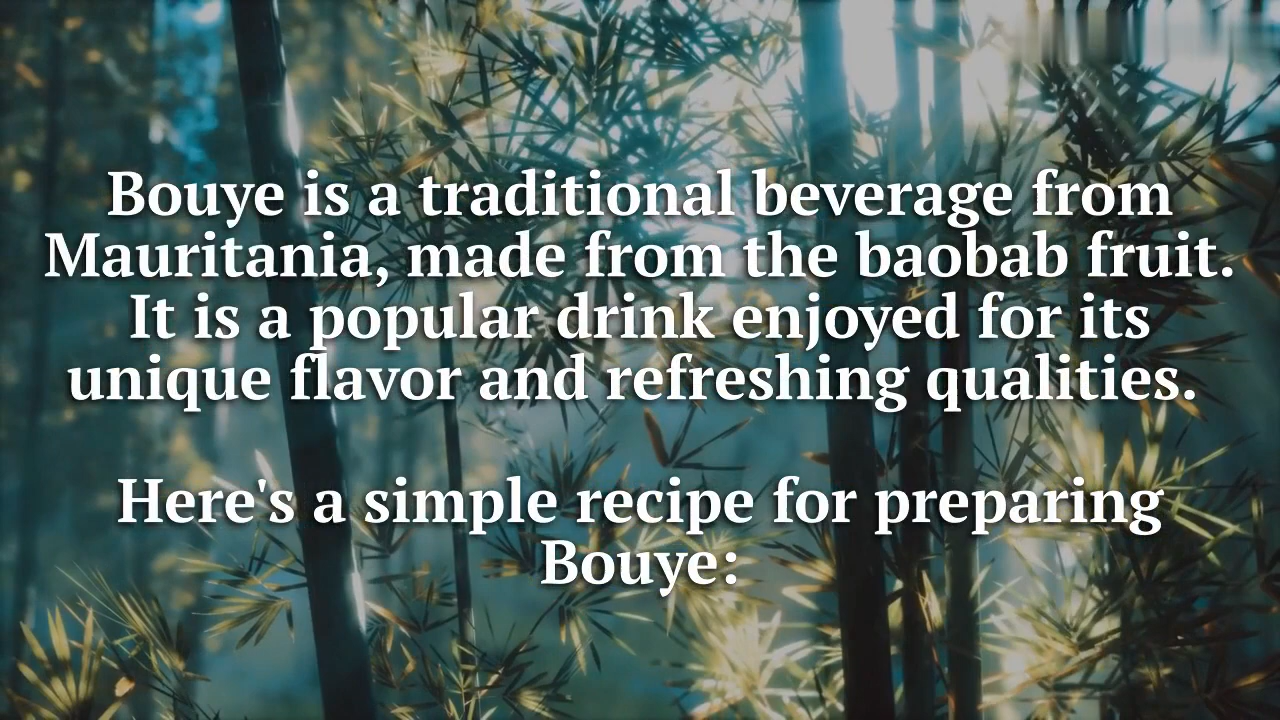 Bouye is a traditional beverage from
Mauritania, made from the baobab fruit.
It is a popular drink enjoyed for its
unique flavor and refreshing qualities.
Here's a simple recipe for preparing
Bouye: